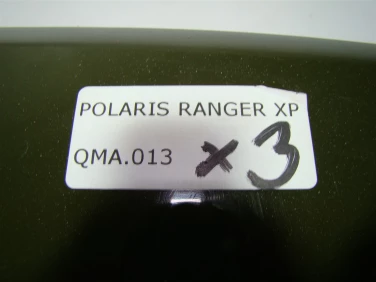 POLARIS RANGER XP
QMA.013 x3